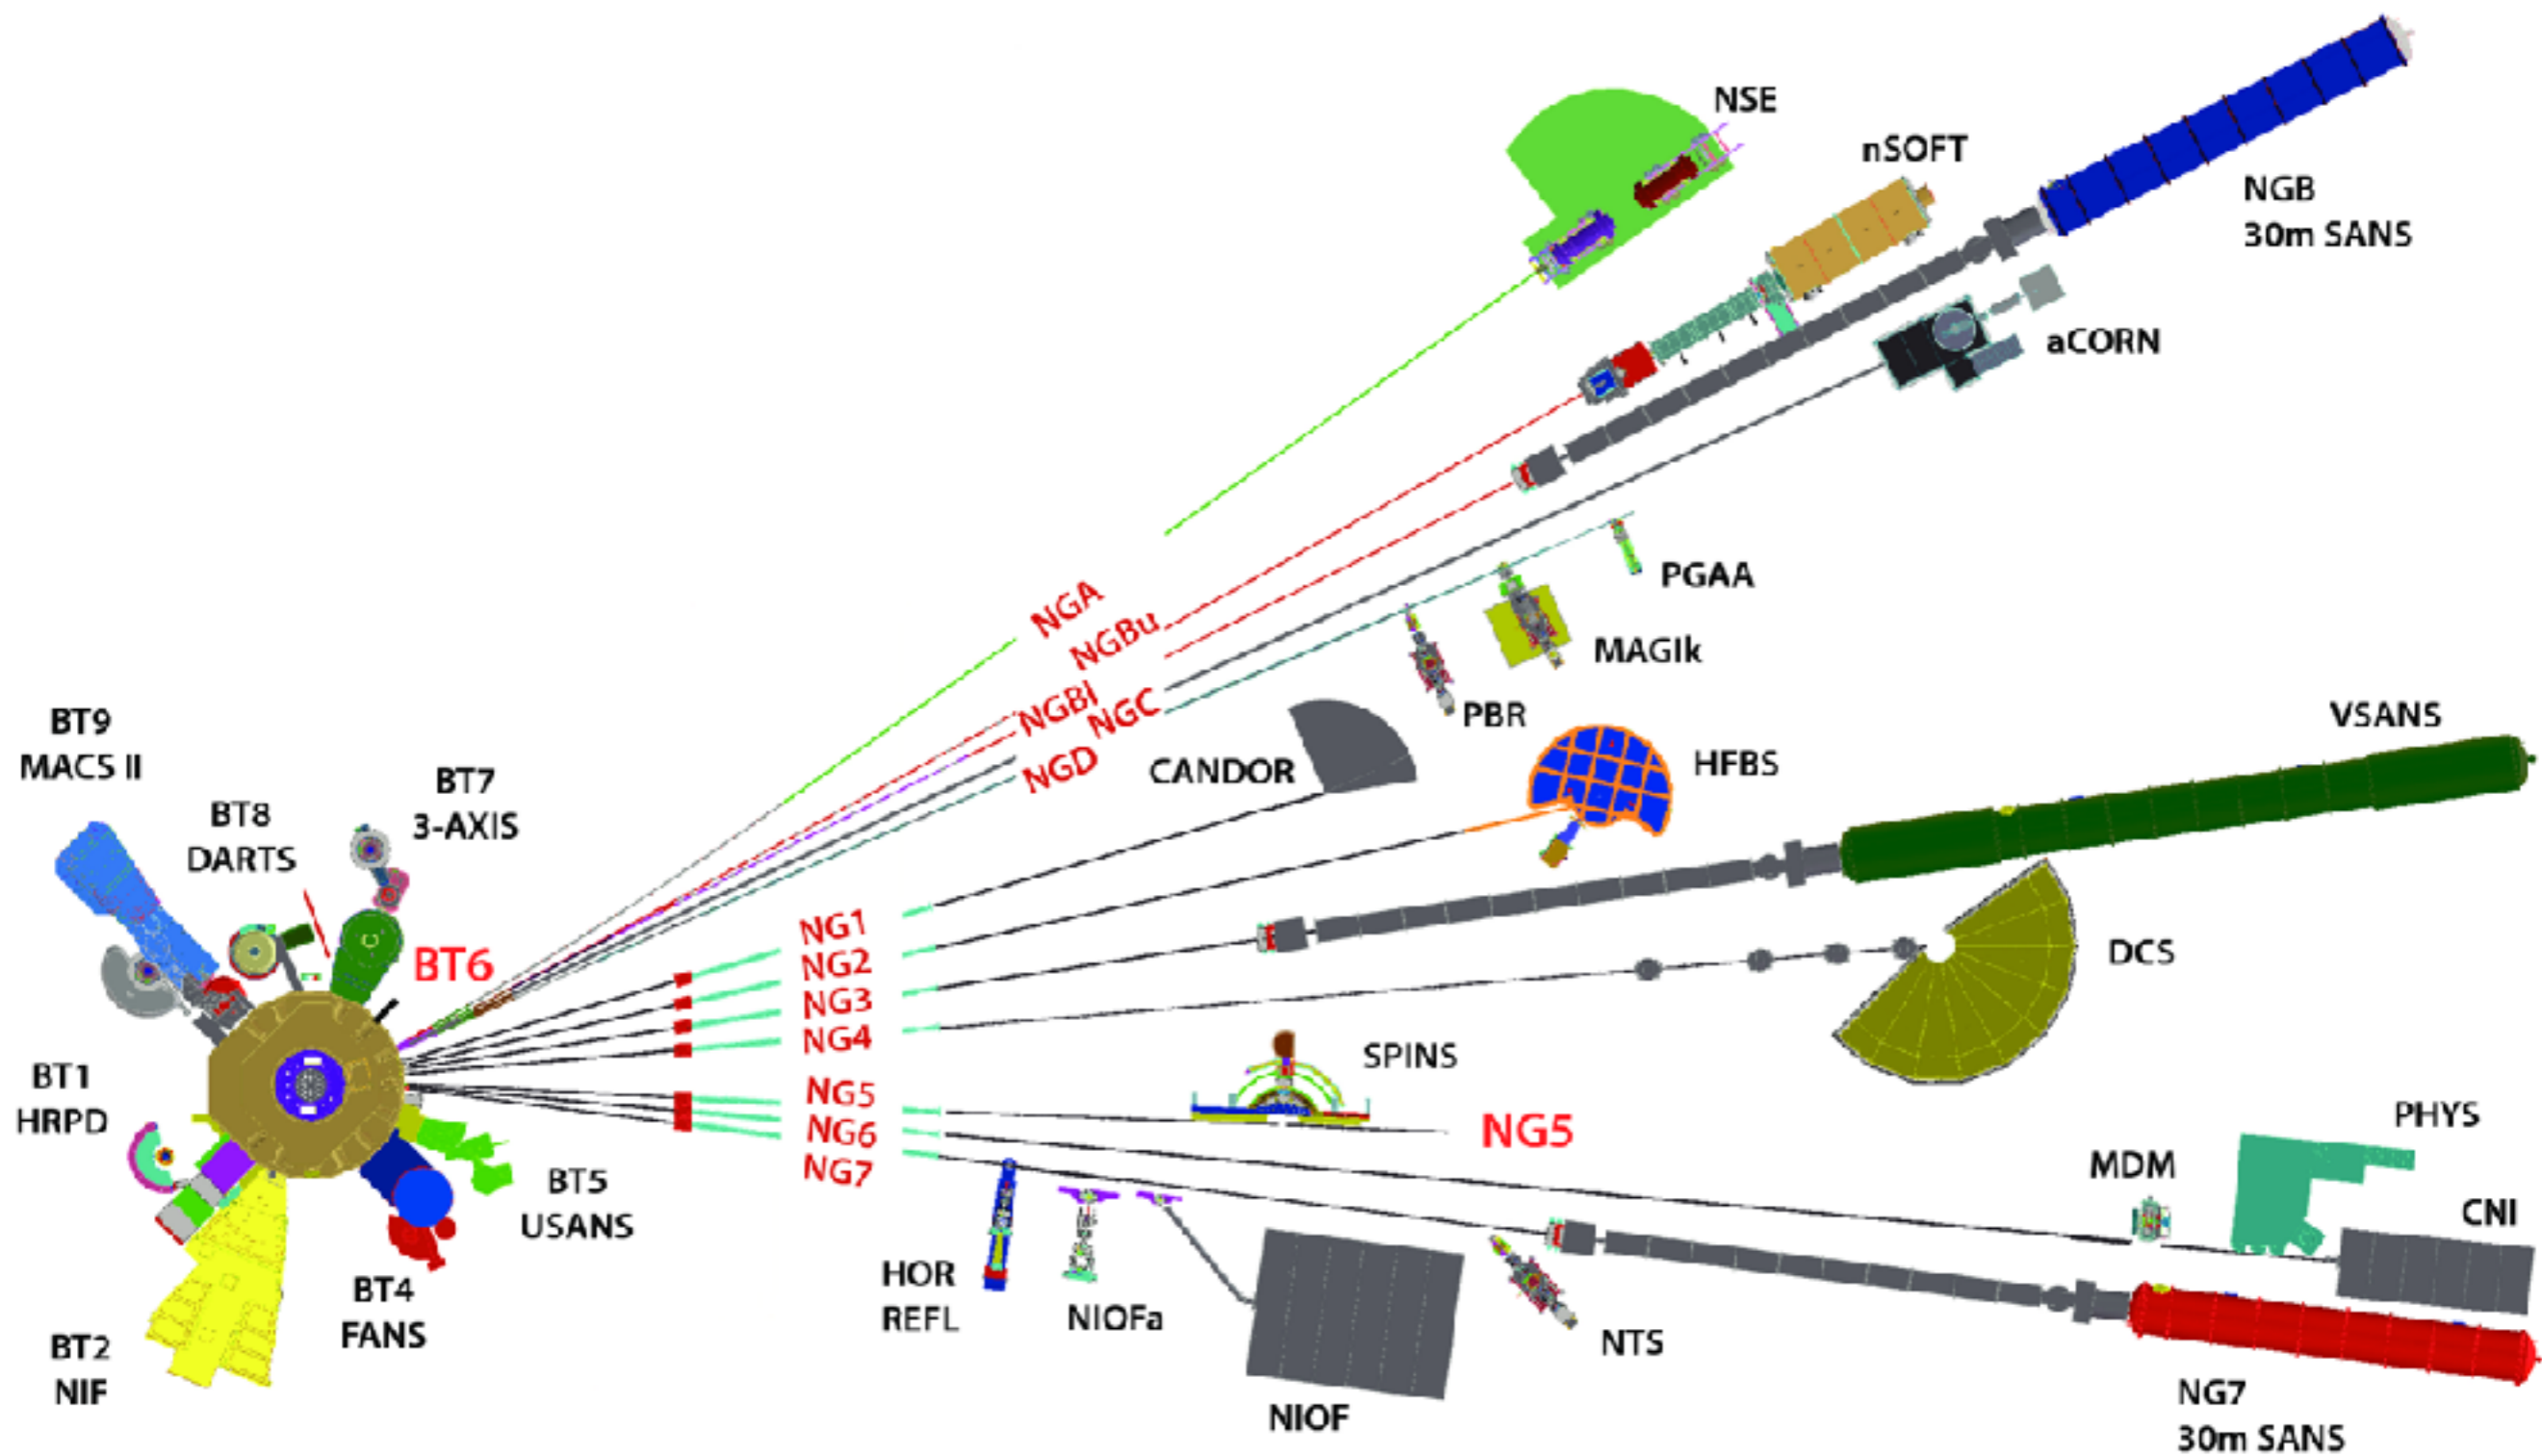 NSE
nSOFT
NGB
30m SANS
aCORN
NGA
NGBu
NGBl
NGC
NGD
PGAA
MAGIk
PBR
CANDOR
HFBS
VSANS
BT9
MACS II
BT8
DARTS
BT7
3-AXIS
BT6
NG1
NG2
NG3
NG4
NG5
NG6
NG7
DCS
SPINS
NG5
BT1
HRPD
BT5
USANS
BT4
FANS
BT2
NIF
HOR
REFL
NIOFa
NIOF
NTS
MDM
PHYS
CNI
NG7
30m SANS